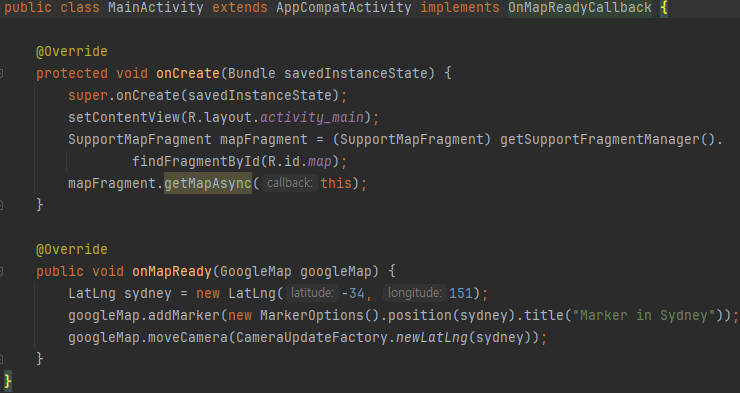 public class MainActivity extends AppCompatActivity implements OnMapReadyCallback {
@Override
protected void onCreate(Bundle savedInstanceState) {
super.onCreate(savedInstanceState);
setContentView(R.layout.activity_main);
SupportMapFragment mapFragment = (SupportMapFragment) getSupportFragmentManager().
findFragmentById(R.id.map);
mapFragment.getMapAsync( callback: this);
}
@Override
public void onMapReady(GoogleMap googleMap) {
LatLng sydney = new LatLng( latitude: -34, longitude: 151);
googleMap.addMarker(new MarkerOptions().position(sydney).title("Marker in Sydney"));
googleMap.moveCamera(CameraUpdateFactory.newLatLng(sydney));
}
}